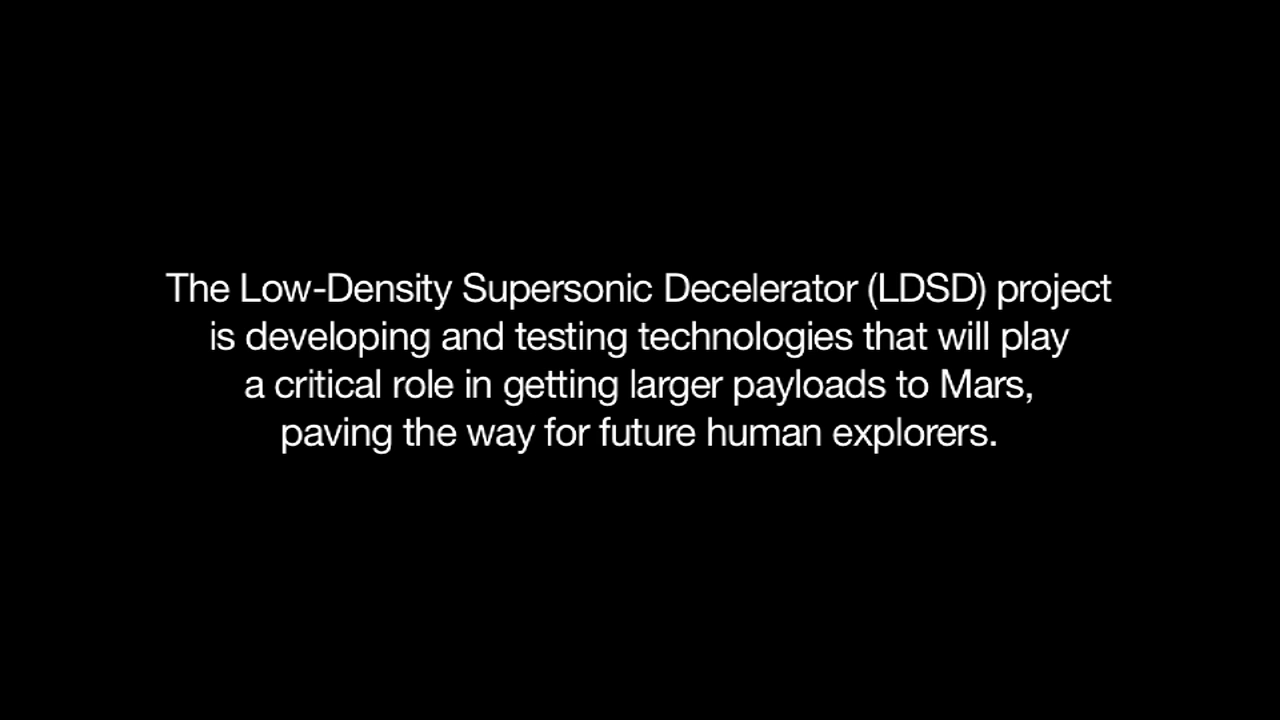 The Low-Density Supersonic Decelerator (LDSD) project
is developing and testing technologies that will play
a critical role in getting larger payloads to Mars,
paving the way for future human explorers.